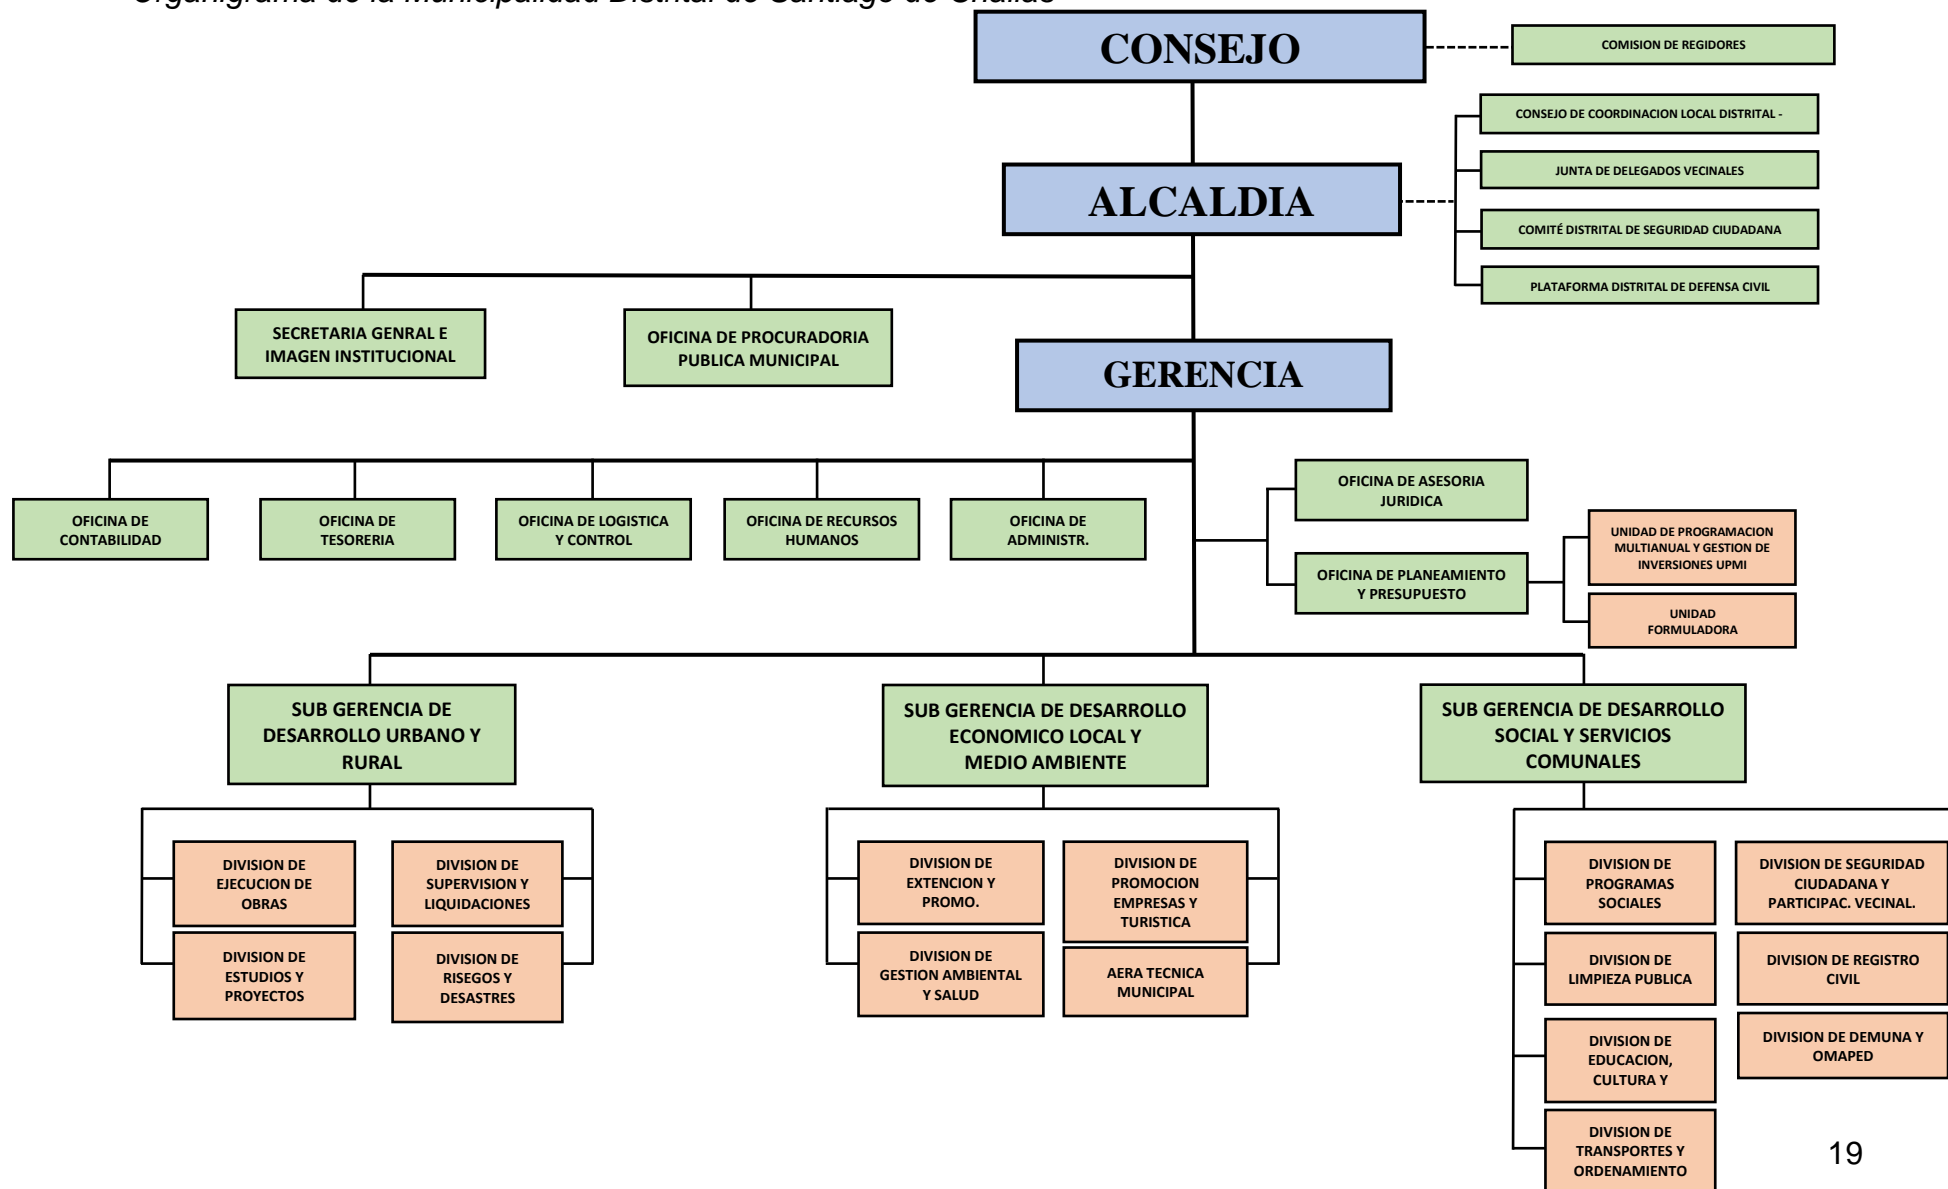 Organigrama de la Municipalidad Distrital de Santiago de Challas
CONSEJO
COMISION DE REGIDORES
CONSEJO DE COORDINACION LOCAL DISTRITAL -
JUNTA DE DELEGADOS VECINALES
ALCALDIA
COMITÉ DISTRITAL DE SEGURIDAD CIUDADANA
PLATAFORMA DISTRITAL DE DEFENSA CIVIL
SECRETARIA GENRAL E
IMAGEN INSTITUCIONAL
OFICINA DE PROCURADORIA
PUBLICA MUNICIPAL
GERENCIA
OFICINA DE
CONTABILIDAD
OFICINA DE
TESORERIA
OFICINA DE LOGISTICA
Y CONTROL
OFICINA DE RECURSOS
HUMANOS
OFICINA DE
ADMINISTR.
OFICINA DE ASESORIA
JURIDICA
OFICINA DE PLANEAMIENTO
Y PRESUPUESTO
UNIDAD DE PROGRAMACION
MULTIANUAL Y GESTION DE
INVERSIONES UPMI
UNIDAD
FORMULADORA
SUB GERENCIA DE
DESARROLLO URBANO Y
RURAL
SUB GERENCIA DE DESARROLLO
ECONOMICO LOCAL Y
MEDIO AMBIENTE
SUB GERENCIA DE DESARROLLO
SOCIAL Y SERVICIOS
COMUNALES
DIVISION DE
EJECUCION DE
OBRAS
DIVISION DE
SUPERVISION Y
LIQUIDACIONES
DIVISION DE
ESTUDIOS Y
PROYECTOS
DIVISION DE
RISEGOS Y
DESASTRES
DIVISION DE
EXTENCION Y
PROMO.
DIVISION DE
PROMOCION
EMPRESAS Y
TURISTICA
DIVISION DE
GESTION AMBIENTAL
Y SALUD
AERA TECNICA
MUNICIPAL
DIVISION DE
PROGRAMAS
SOCIALES
DIVISION DE SEGURIDAD
CIUDADANA Y
PARTICIPAC. VECINAL.
DIVISION DE
LIMPIEZA PUBLICA
DIVISION DE REGISTRO
CIVIL
DIVISION DE
EDUCACION,
CULTURA Y
DIVISION DE DEMUNA Y
OMAPED
DIVISION DE
TRANSPORTES Y
ORDENAMIENTO
19